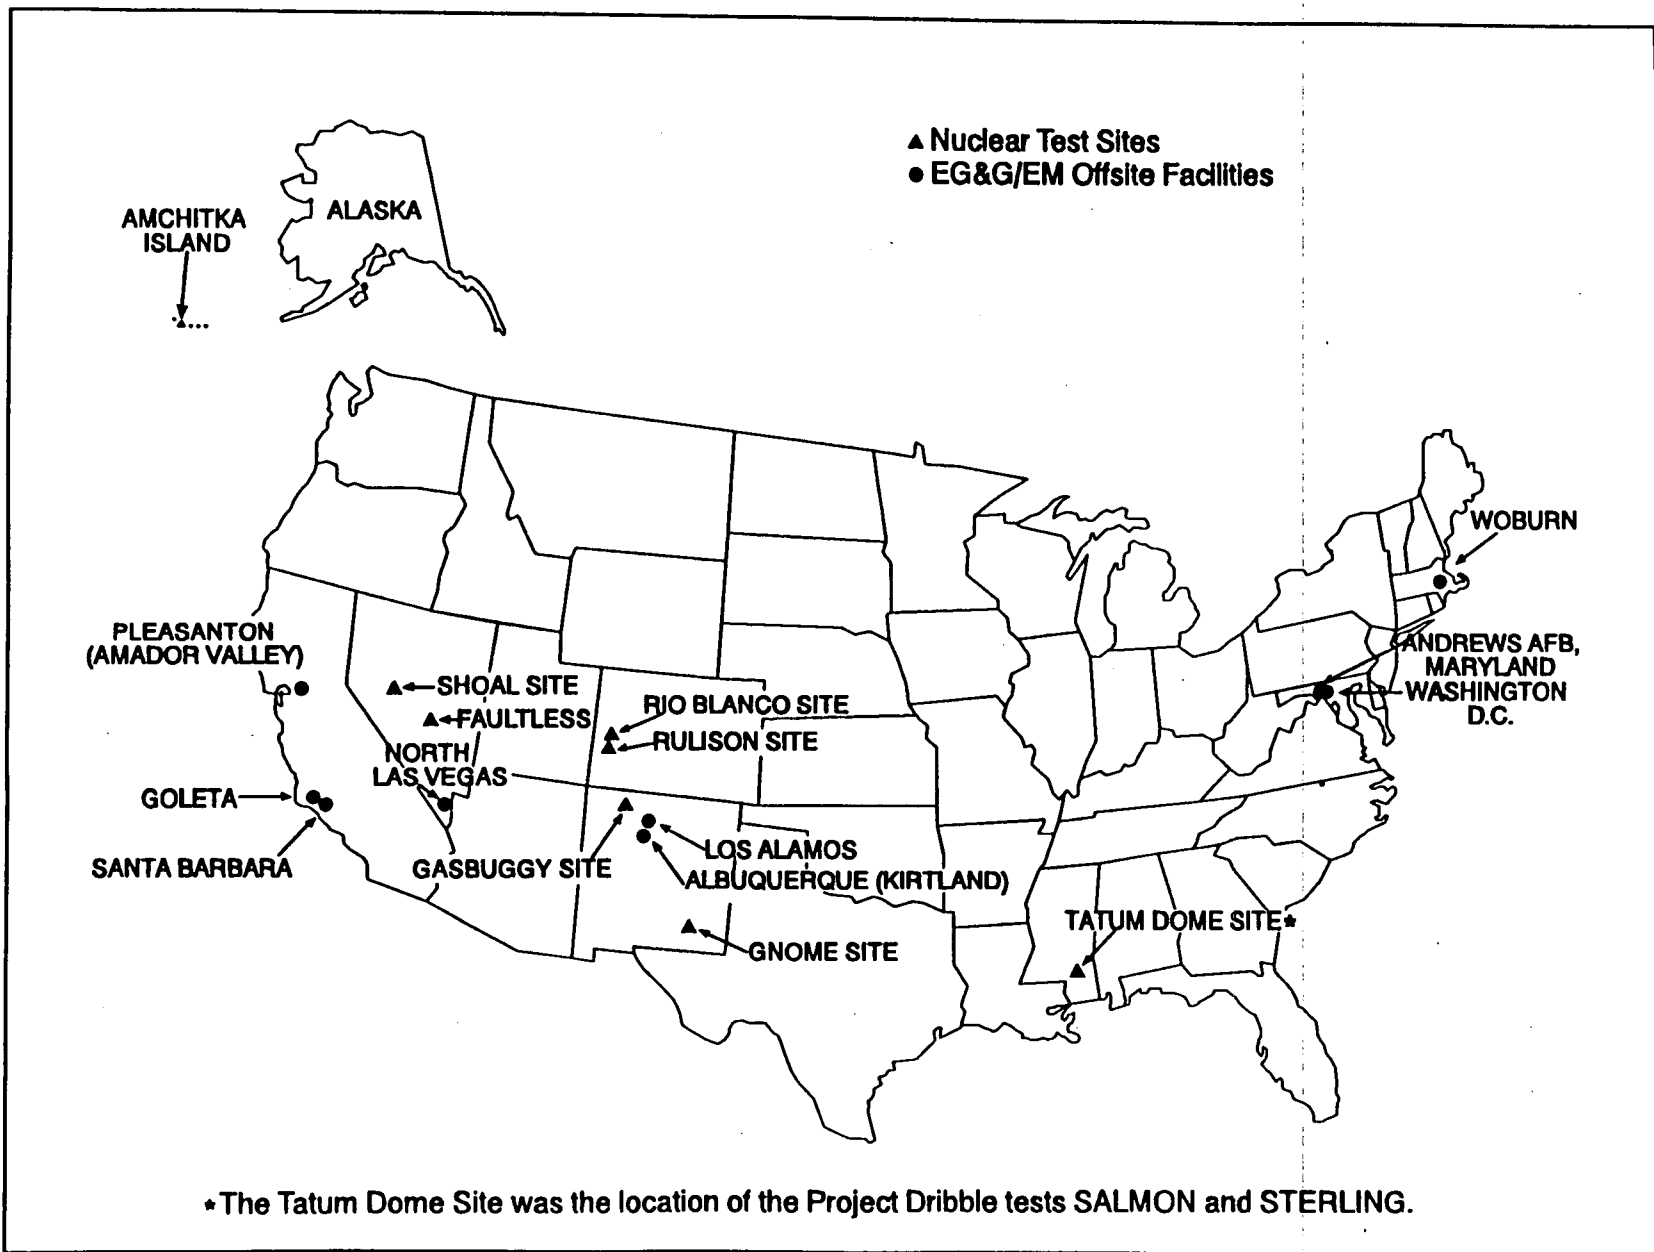 ▲ Nuclear Test Sites
● EG&G/EM Offsite Facilities
AMCHITKA
ISLAND
ALASKA
WOBURN
PLEASANTON
(AMADOR VALLEY)
ANDREWS AFB,
MARYLAND
WASHINGTON
D.C.
SHOAL SITE
FAULTLESS
RIO BLANCO SITE
RULISON SITE
NORTH
LAS VEGAS
GOLETA
SANTA BARBARA
GASBUGGY SITE
LOS ALAMOS
ALBUQUERQUE (KIRTLAND)
TATUM DOME SITE*
GNOME SITE
*The Tatum Dome Site was the location of the Project Dribble tests SALMON and STERLING.